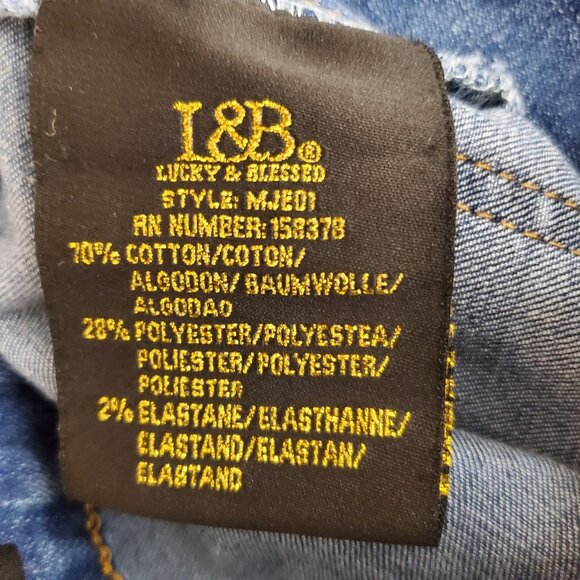 L&B®
LUCKY & BLESSED
STYLE: MJE01
RN NUMBER: 158378
70% COTTON/COTON/
ALGODON/BAUMWOLLE/
ALGODAO
28% POLYESTER/POLYESTEA/
POLIESTER/POLYESTER/
POLIESTER
2% ELASTANE/ELASTHANNE/
ELASTAND/ELASTAN/
ELASTAND